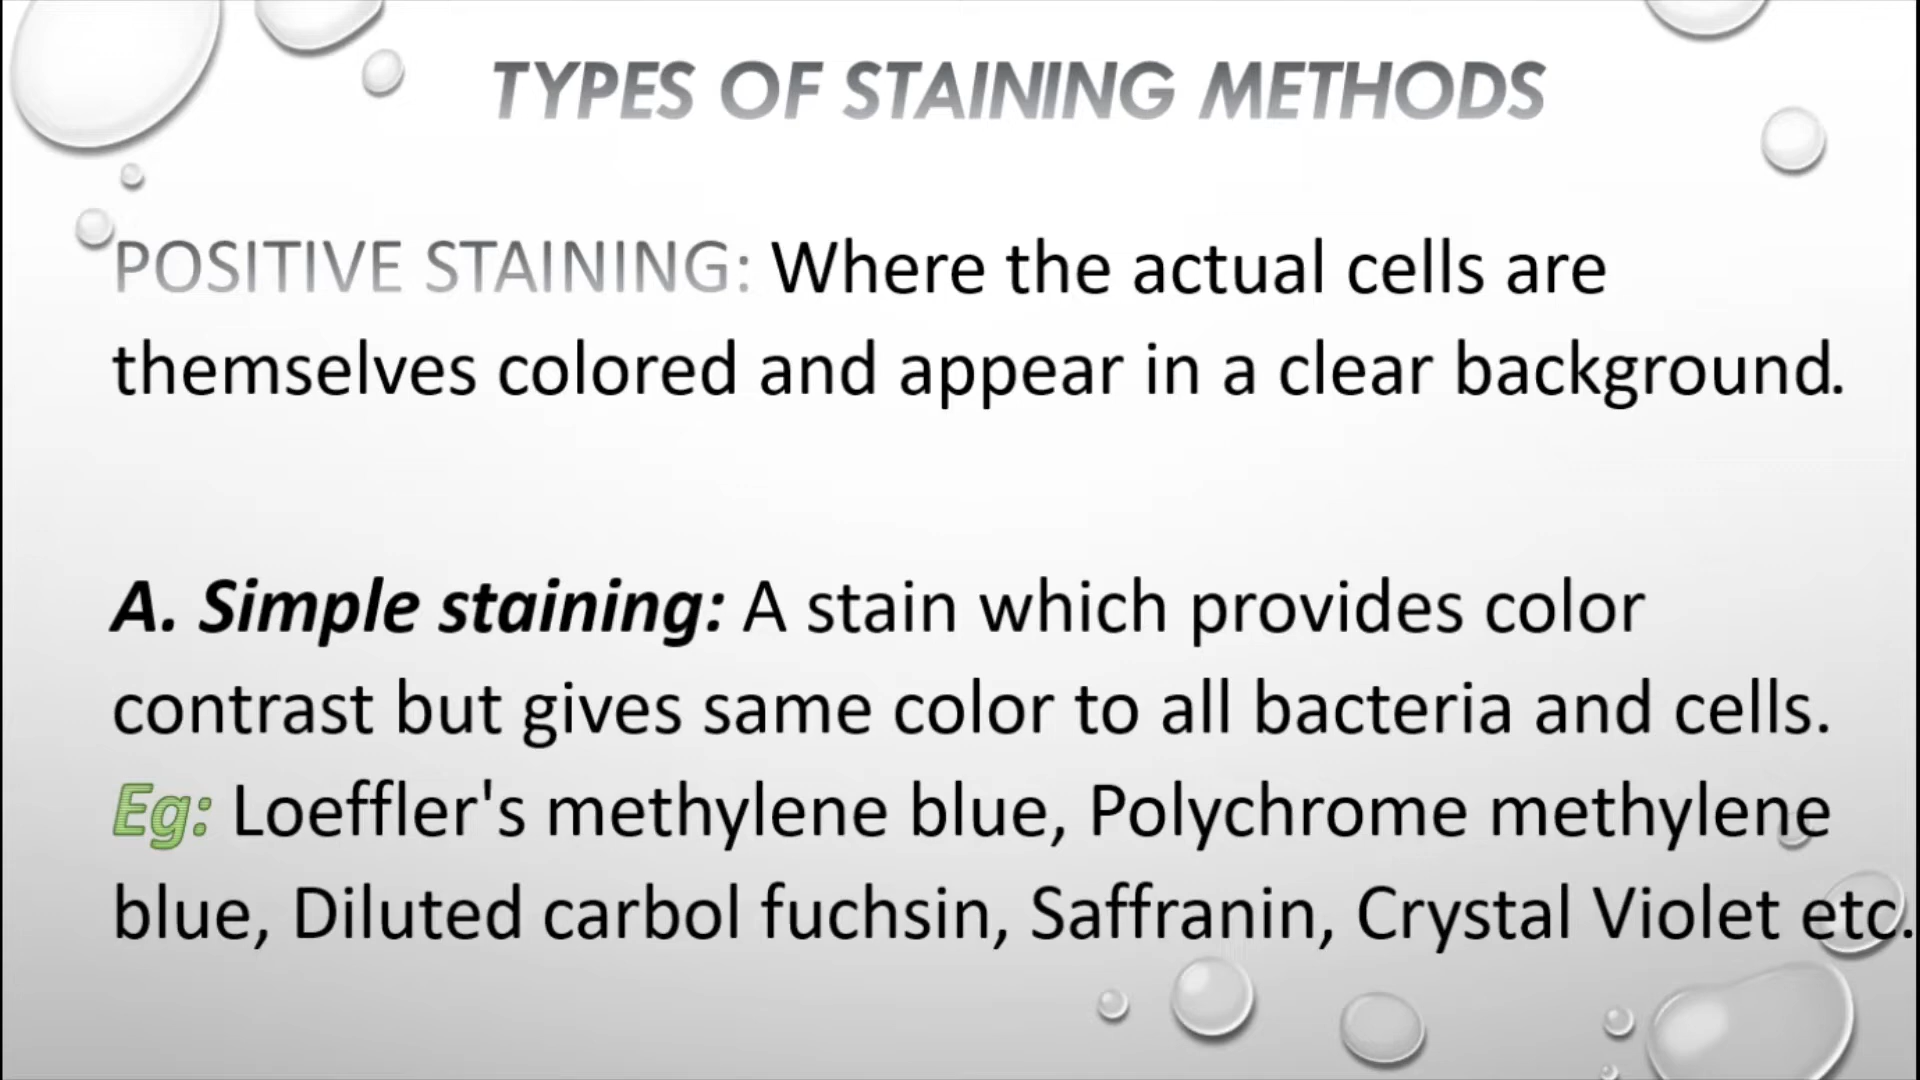 TYPES OF STAINING METHODS
POSITIVE STAINING: Where the actual cells are
themselves colored and appear in a clear background.
A. Simple staining: A stain which provides color
contrast but gives same color to all bacteria and cells.
Eg: Loeffler's methylene blue, Polychrome methylene
blue, Diluted carbol fuchsin, Saffranin, Crystal Violet etc.